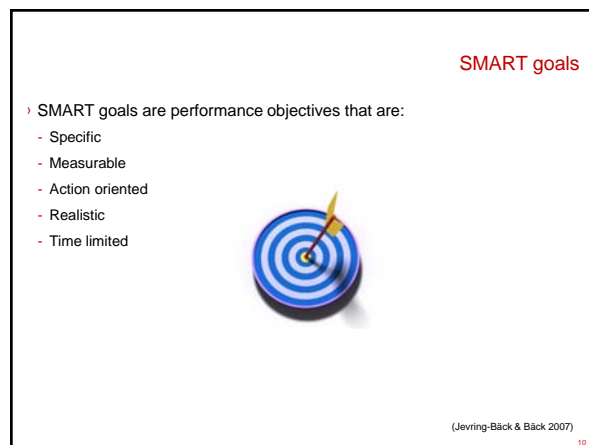 SMART goals
› SMART goals are performance objectives that are:
- Specific
- Measurable
- Action oriented
- Realistic
- Time limited
(Jevring-Bäck & Bäck 2007)
10